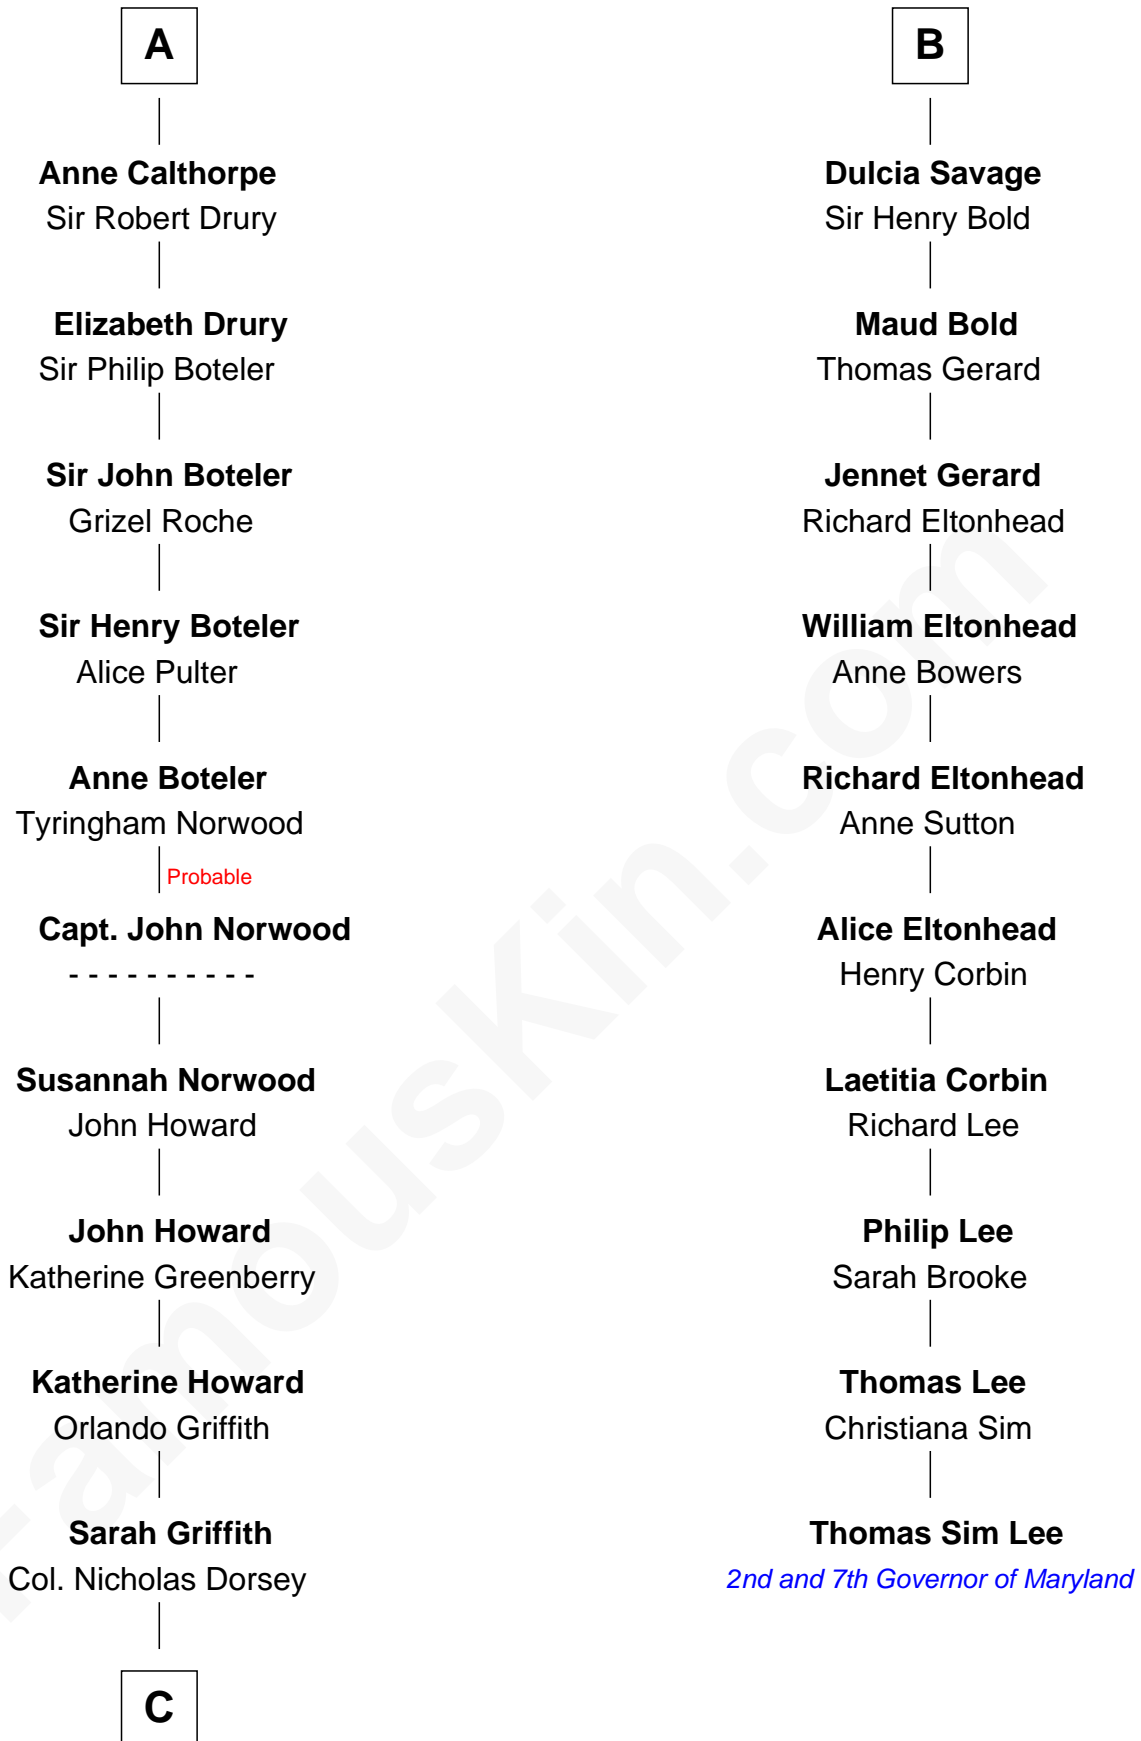 A
Anne Calthorpe
Sir Robert Drury
Elizabeth Drury
Sir Philip Boteler
Sir John Boteler
Grizel Roche
Sir Henry Boteler
Alice Pulter
Anne Boteler
Tyringham Norwood
Probable
Capt. John Norwood
- - - - - - - - - -
Susannah Norwood
John Howard
John Howard
Katherine Greenberry
Katherine Howard
Orlando Griffith
Sarah Griffith
Col. Nicholas Dorsey
C
B
Dulcia Savage
Sir Henry Bold
Maud Bold
Thomas Gerard
Jennet Gerard
Richard Eltonhead
William Eltonhead
Anne Bowers
Richard Eltonhead
Anne Sutton
Alice Eltonhead
Henry Corbin
Laetitia Corbin
Richard Lee
Philip Lee
Sarah Brooke
Thomas Lee
Christiana Sim
Thomas Sim Lee
2nd and 7th Governor of Maryland
FamousKin.com